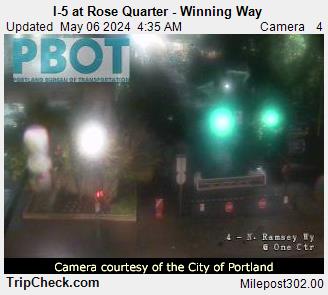 I-5 at Rose Quarter - Winning Way
Updated May 06 2024 4:35 AM Camera 4
PBOT
PORTLAND BUREAU OF TRANSPORTATION
4 - N. Ramsey Wy
@ One Ctr
Camera courtesy of the City of Portland
TripCheck.com Milepost302.00